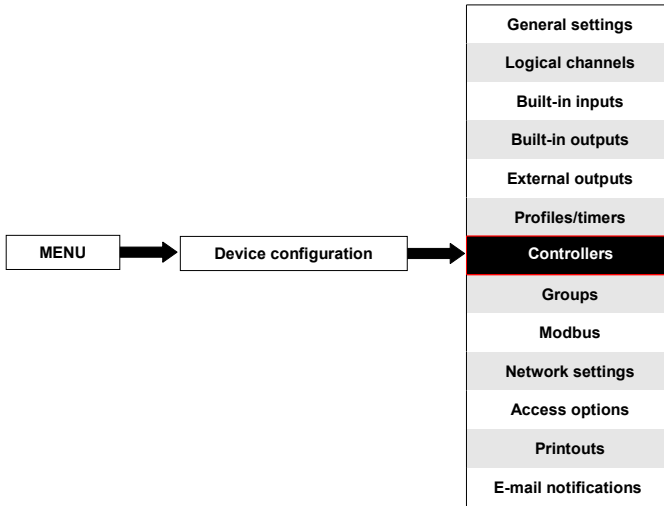 General settings
Logical channels
Built-in inputs
Built-in outputs
External outputs
Profiles/timers
MENU
Device configuration
Controllers
Groups
Modbus
Network settings
Access options
Printouts
E-mail notifications